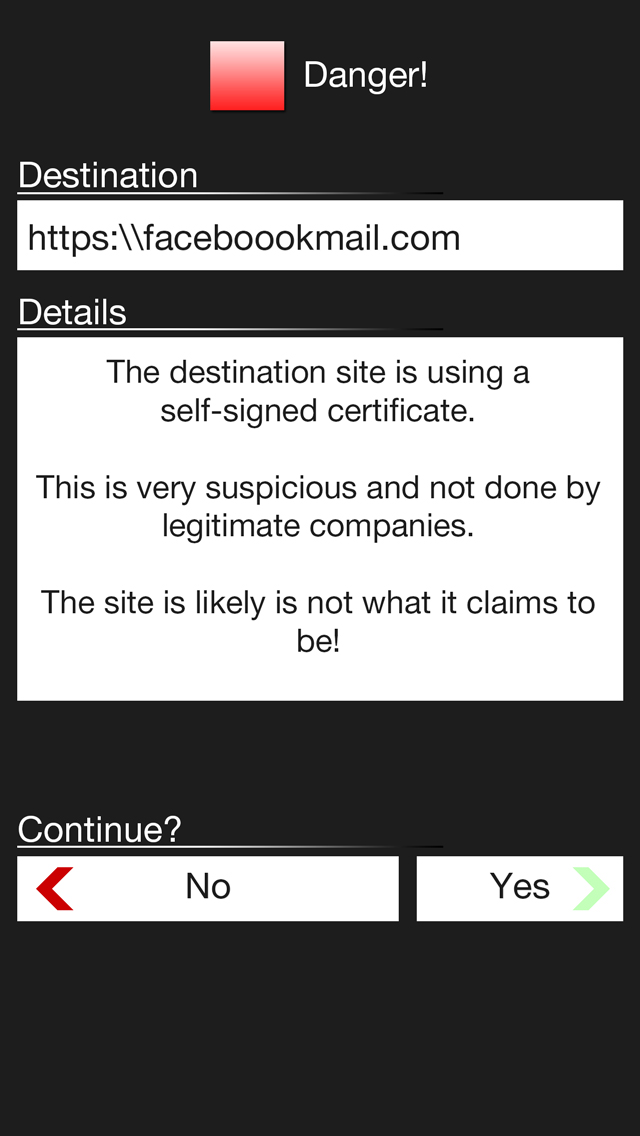 Danger!
Destination
https:\\faceboookmail.com
Details
The destination site is using a
self-signed certificate.
This is very suspicious and not done by
legitimate companies.
The site is likely is not what it claims to
be!
Continue?
No
Yes